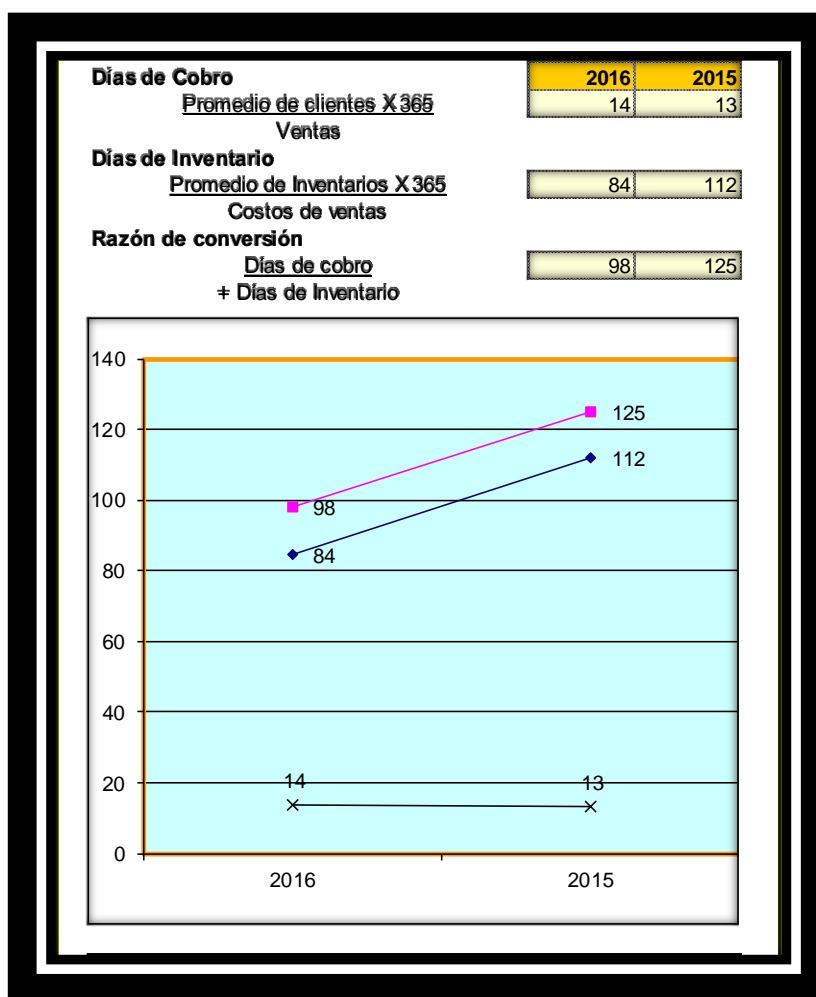 Días de Cobro 2016 2015
Promedio de clientes X 365 14 13
Ventas
Días de Inventario
Promedio de Inventarios X 365 84 112
Costos de ventas
Razón de conversión
Días de cobro 98 125
+ Días de Inventario
140
125
120
112
100
98
84
80
60
40
20
14 13
0
2016 2015